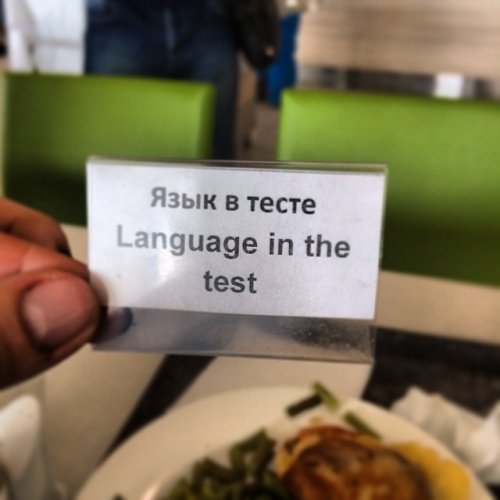 Язык в тесте
Language in the
test